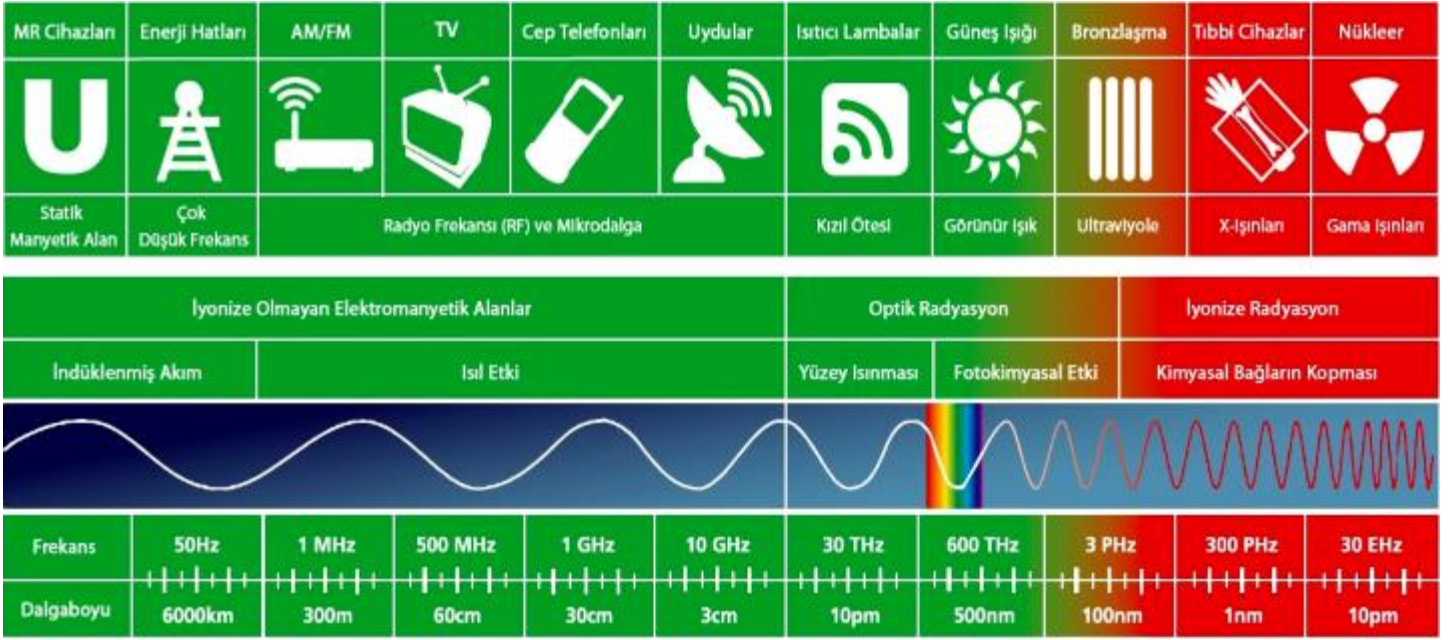 MR Cihazları Enerji Hatları AM/FM TV Cep Telefonları Uydular Isıtıcı Lambalar Güneş Işığı Bronzlaşma Tıbbi Cihazlar Nükleer
Statik Manyetik Alan Çok Düşük Frekans Radyo Frekansı (RF) ve Mikrodalga Kızıl Ötesi Görünür Işık Ultraviyole X-Işınları Gama Işınları
İyonize Olmayan Elektromanyetik Alanlar Optik Radyasyon İyonize Radyasyon
İndüklenmiş Akım Isıl Etki Yüzey Isınması Fotokimyasal Etki Kimyasal Bağların Kopması
Frekans 50Hz 1 MHz 500 MHz 1 GHz 10 GHz 30 THz 600 THz 3 PHz 300 PHz 30 EHz
Dalgaboyu 6000km 300m 60cm 30cm 3cm 10pm 500nm 100nm 1nm 10pm